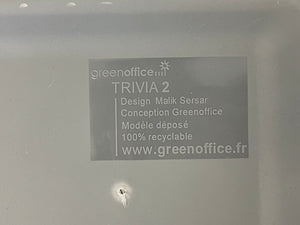 greenoffice
TRIVIA 2
Design Malik Sersar
Conception Greenoffice
Modèle déposé
100% recyclable
www.greenoffice.fr